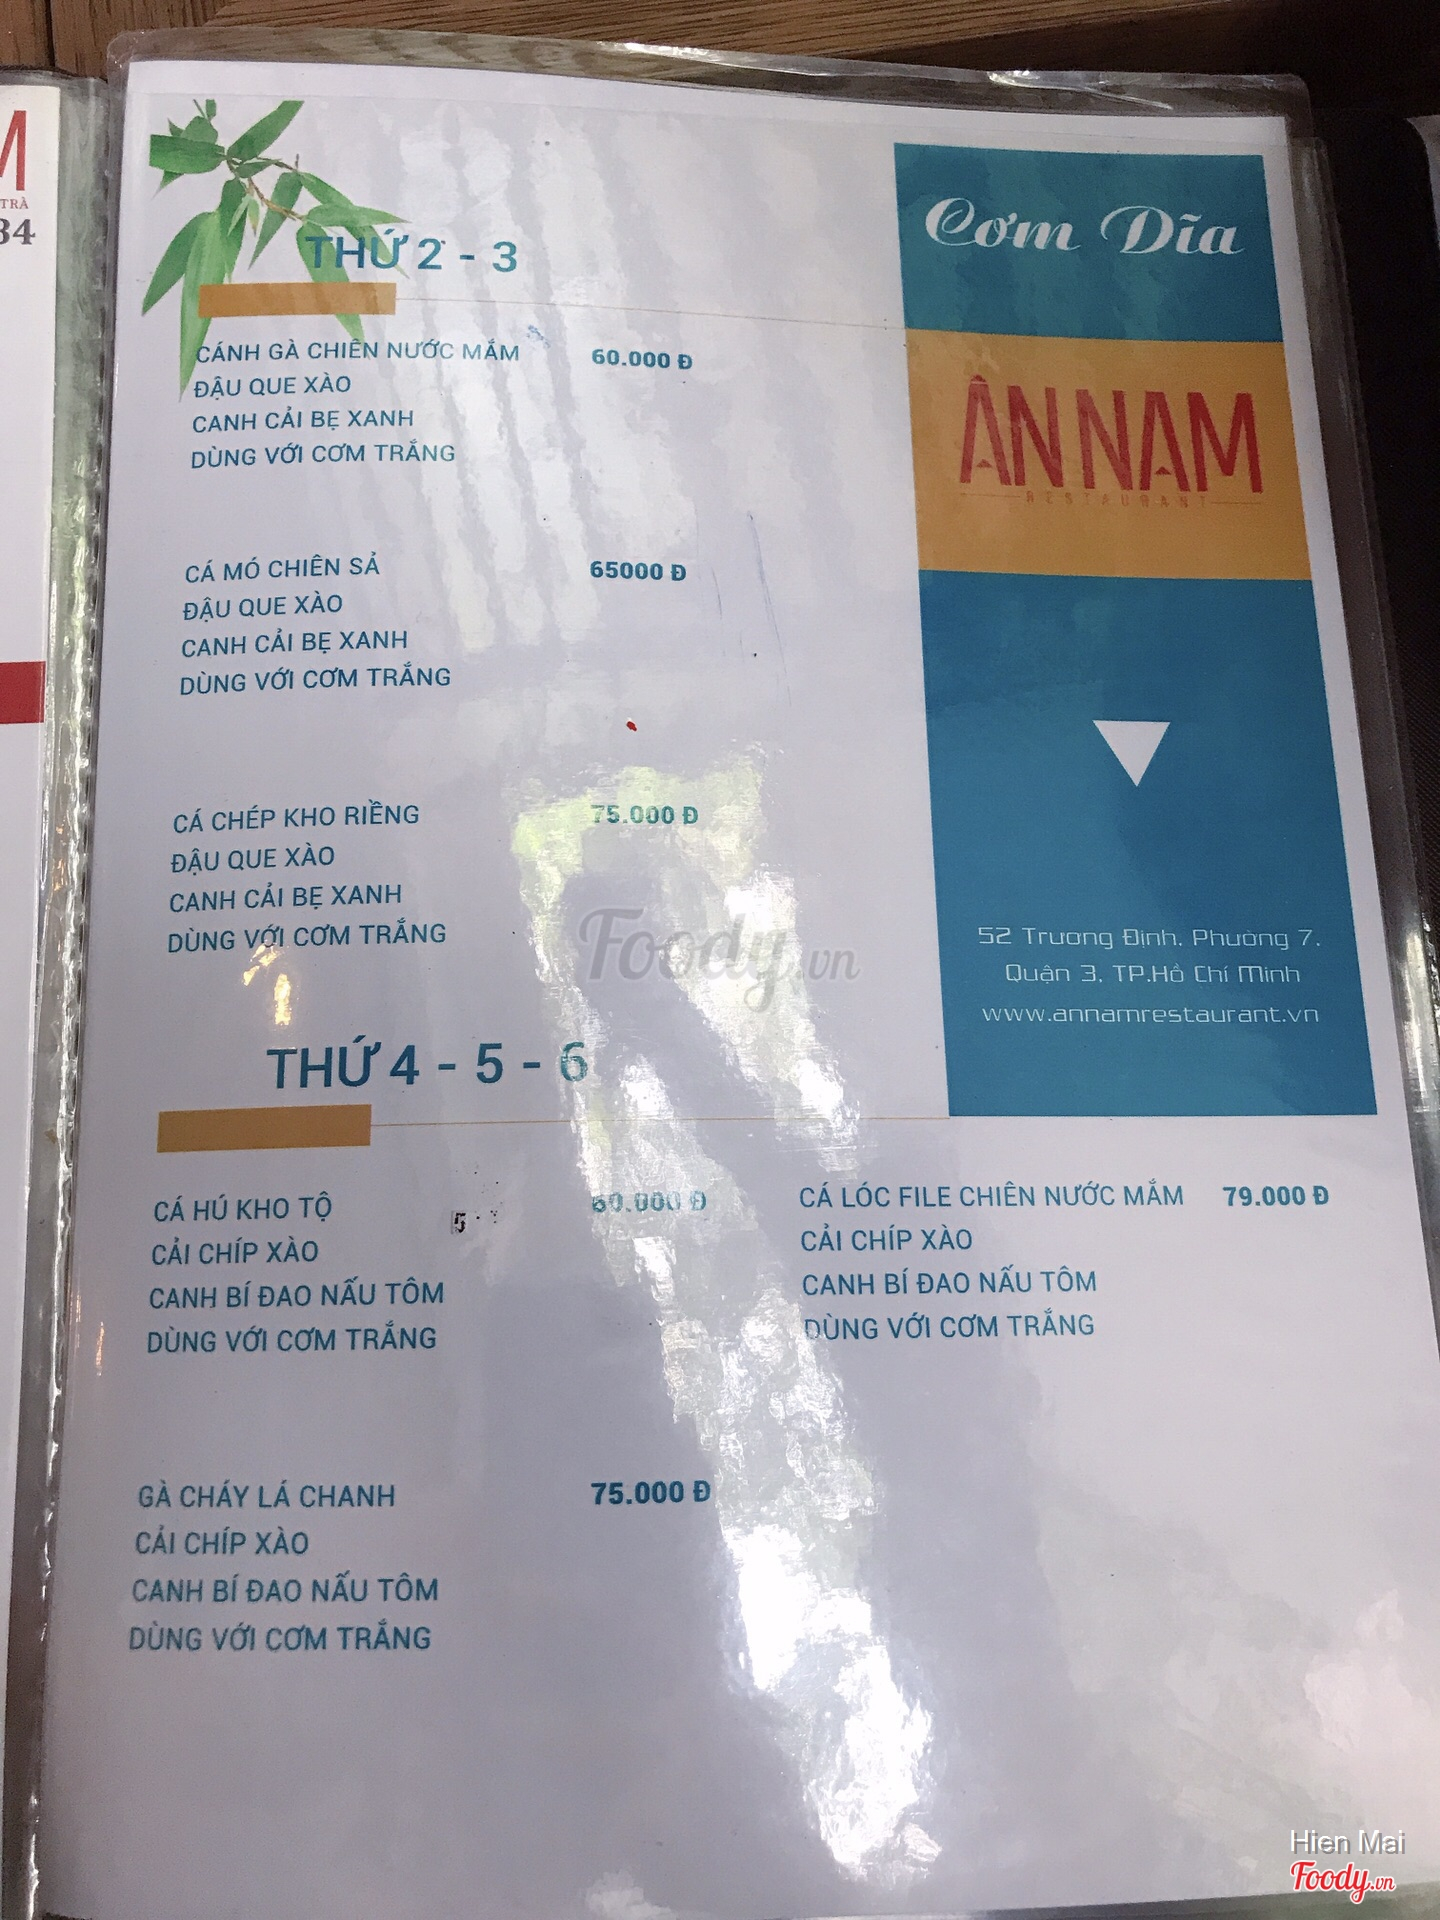 M
TRÀ
34
THỨ 2 - 3
CÁNH GÀ CHIÊN NƯỚC MẮM 60.000 Đ
ĐẬU QUE XÀO
CANH CẢI BẸ XANH
DÙNG VỚI CƠM TRẮNG
CÁ MÓ CHIÊN SẢ 65000 Đ
ĐẬU QUE XÀO
CANH CẢI BẸ XANH
DÙNG VỚI CƠM TRẮNG
CÁ CHÉP KHO RIỀNG 75.000 Đ
ĐẬU QUE XÀO
CANH CẢI BẸ XANH
DÙNG VỚI CƠM TRẮNG
Cơm Dĩa
ÂN NAM
RESTAURANT
52 Trương Định, Phường 7,
Quận 3, TP.Hồ Chí Minh
www.annamrestaurant.vn
Foody.vn
THỨ 4 - 5 - 6
CÁ HÚ KHO TỘ
CẢI CHÍP XÀO
CANH BÍ ĐAO NẤU TÔM
DÙNG VỚI CƠM TRẮNG
CÁ LÓC FILE CHIÊN NƯỚC MẮM 79.000 Đ
CẢI CHÍP XÀO
CANH BÍ ĐAO NẤU TÔM
DÙNG VỚI CƠM TRẮNG
GÀ CHÁY LÁ CHANH 75.000 Đ
CẢI CHÍP XÀO
CANH BÍ ĐAO NẤU TÔM
DÙNG VỚI CƠM TRẮNG
Hien Mai
Foody.vn